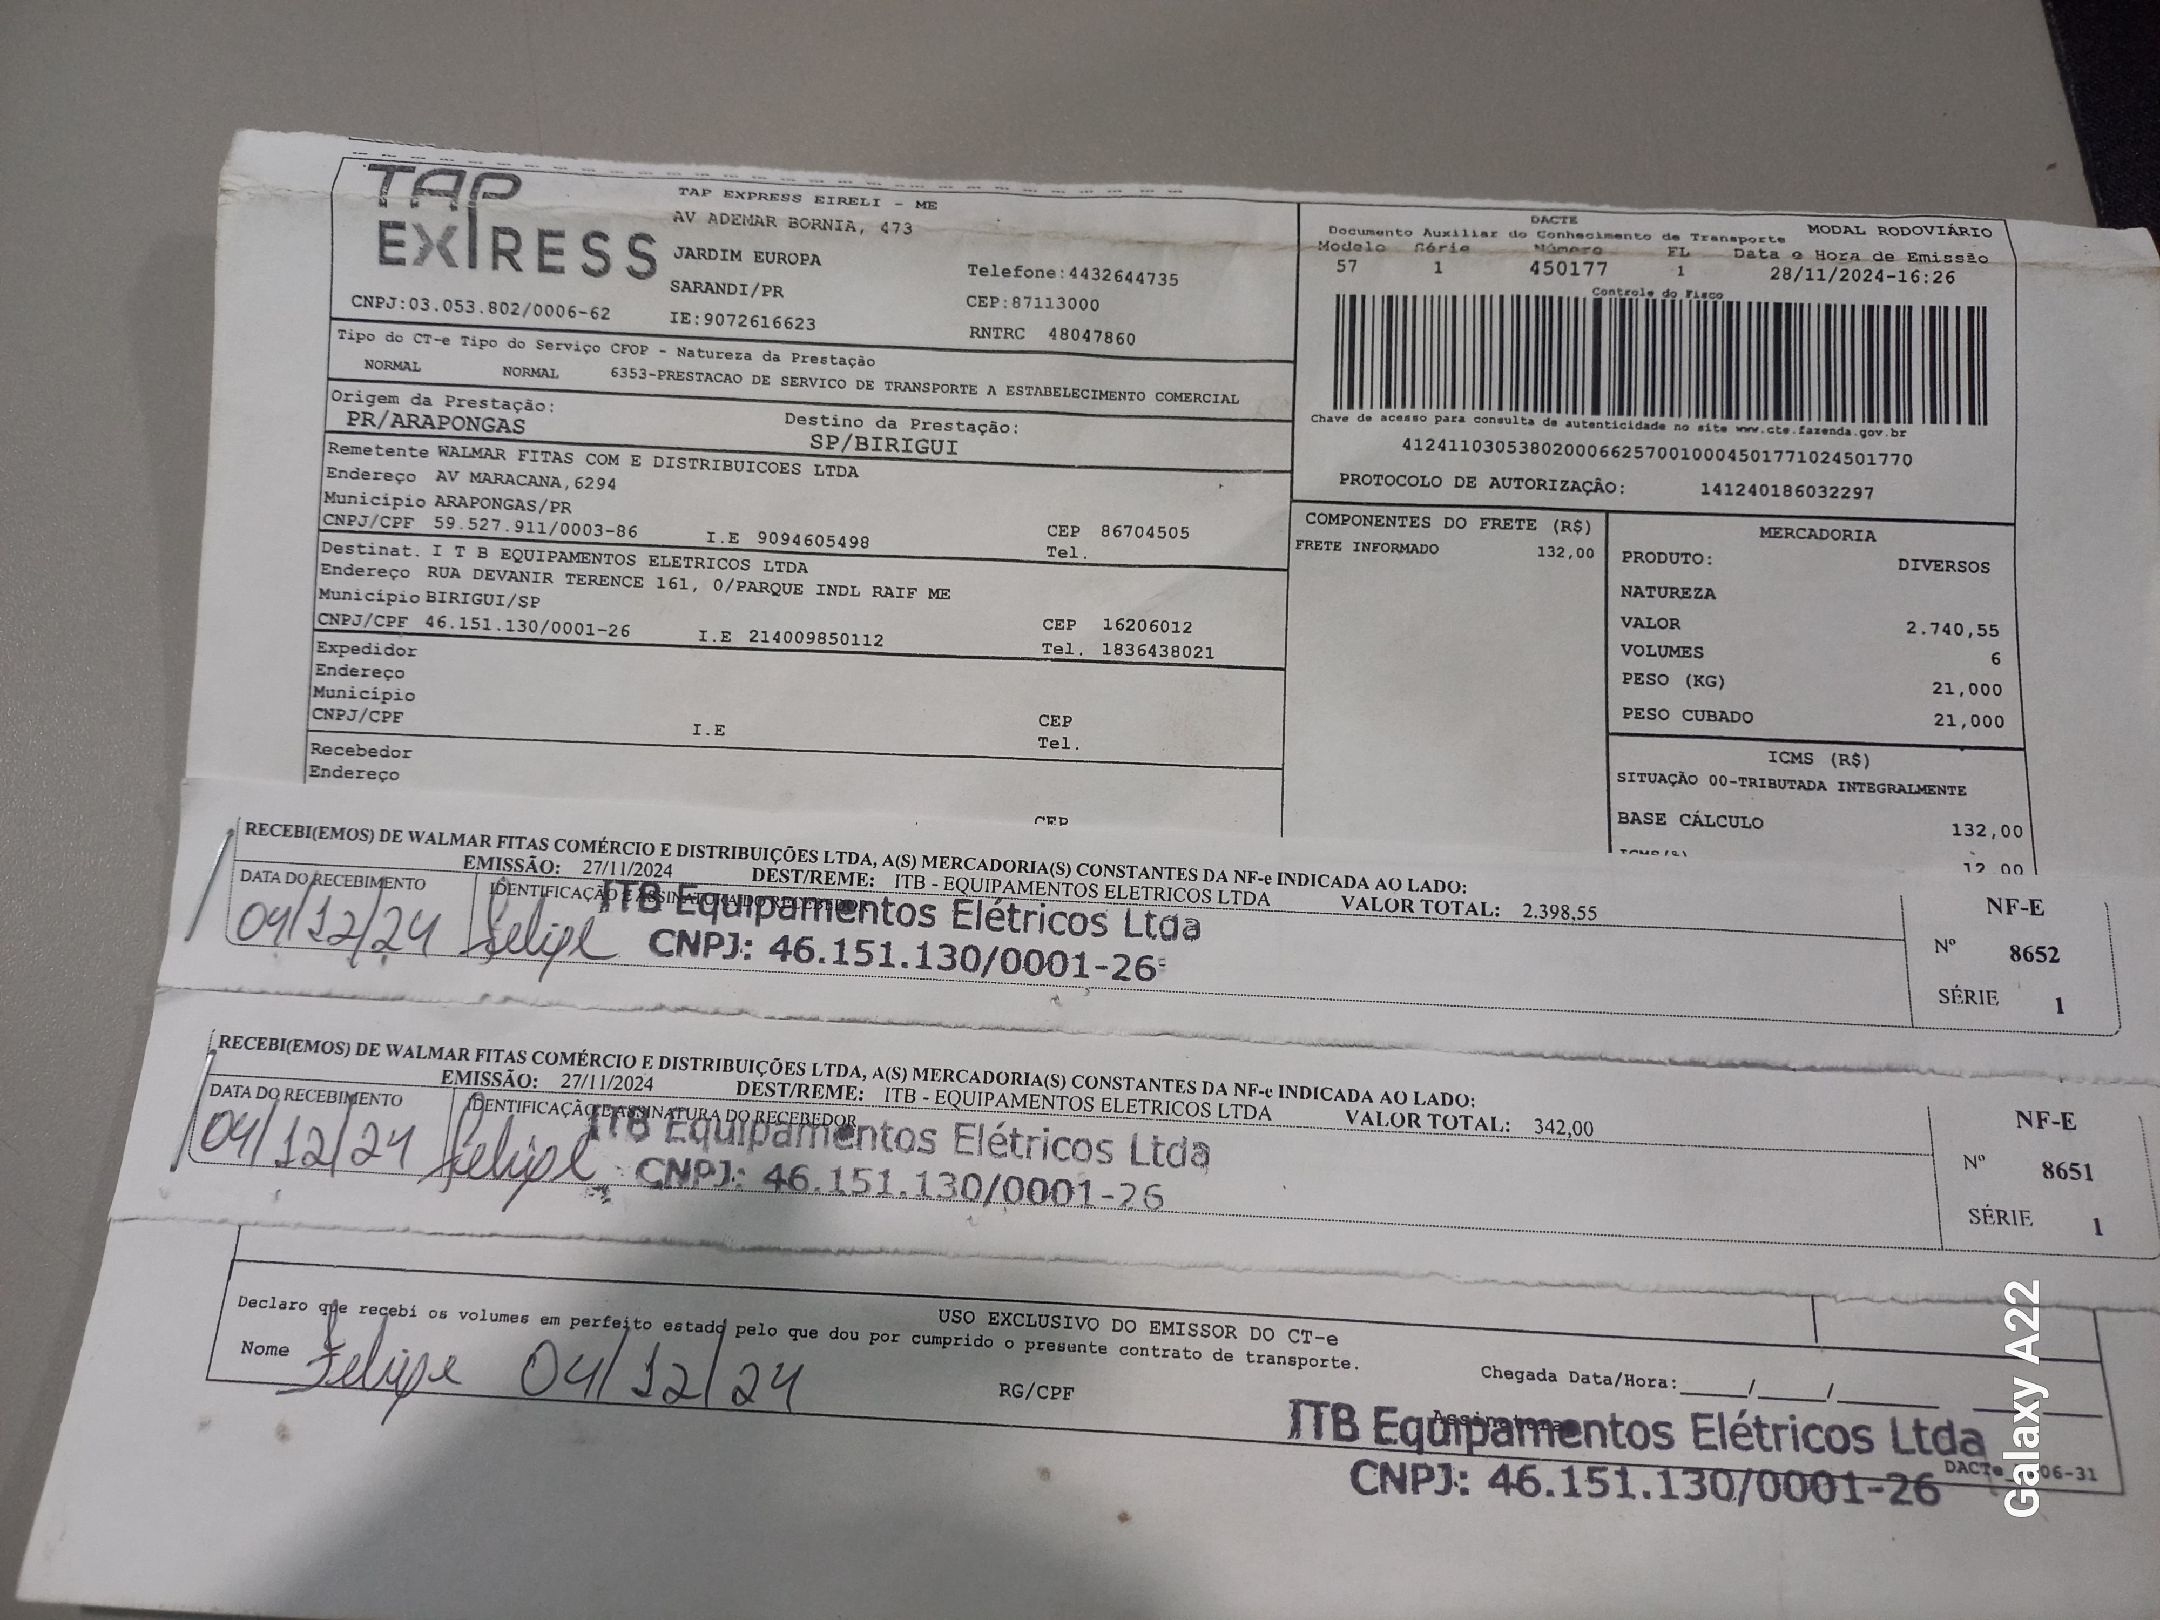 TAP
EXPRESS
TAP EXPRESS EIRELI - ME
AV ADEMAR BORNIA, 473
JARDIM EUROPA
SARANDI/PR
Telefone:4432644735
CEP:87113000
CNPJ:03.053.802/0006-62
IE:9072616623
RNTRC 48047860
DACTE
Documento Auxiliar do Conhecimento de Transporte
MODAL RODOVIÁRIO
Modelo Série Número FL Data e Hora de Emissão
57 1 450177 1 28/11/2024-16:26
Controle do Fisco
Chave de acesso para consulta de autenticidade no site www.cte.fazenda.gov.br
41241103053802000662570010004501771024501770
PROTOCOLO DE AUTORIZAÇÃO: 141240186032297
Tipo do CT-e Tipo do Serviço CFOP - Natureza da Prestação
NORMAL NORMAL 6353-PRESTACAO DE SERVICO DE TRANSPORTE A ESTABELECIMENTO COMERCIAL
Origem da Prestação: Destino da Prestação:
PR/ARAPONGAS SP/BIRIGUI
Remetente WALMAR FITAS COM E DISTRIBUICOES LTDA
Endereço AV MARACANA,6294
Município ARAPONGAS/PR
CNPJ/CPF 59.527.911/0003-86 I.E 9094605498 CEP 86704505
Tel.
Destinat. I T B EQUIPAMENTOS ELETRICOS LTDA
Endereço RUA DEVANIR TERENCE 161, 0/PARQUE INDL RAIF ME
Município BIRIGUI/SP
CNPJ/CPF 46.151.130/0001-26 I.E 214009850112 CEP 16206012
Tel. 1836438021
Expedidor
Endereço
Município
CNPJ/CPF I.E CEP
Tel.
Recebedor
Endereço
CEP
COMPONENTES DO FRETE (R$)
FRETE INFORMADO 132,00
MERCADORIA
PRODUTO: DIVERSOS
NATUREZA
VALOR 2.740,55
VOLUMES 6
PESO (KG) 21,000
PESO CUBADO 21,000
ICMS (R$)
SITUAÇÃO 00-TRIBUTADA INTEGRALMENTE
BASE CÁLCULO 132,00
12,00
RECEBI(EMOS) DE WALMAR FITAS COMÉRCIO E DISTRIBUIÇÕES LTDA, A(S) MERCADORIA(S) CONSTANTES DA NF-e INDICADA AO LADO:
EMISSÃO: 27/11/2024 DEST/REME: ITB - EQUIPAMENTOS ELETRICOS LTDA VALOR TOTAL: 2.398,55
DATA DO RECEBIMENTO IDENTIFICAÇÃO E ASSINATURA DO RECEBEDOR
04/12/24 Felipe
ITB Equipamentos Elétricos Ltda
CNPJ: 46.151.130/0001-26
NF-E
Nº 8652
SÉRIE 1
RECEBI(EMOS) DE WALMAR FITAS COMÉRCIO E DISTRIBUIÇÕES LTDA, A(S) MERCADORIA(S) CONSTANTES DA NF-e INDICADA AO LADO:
EMISSÃO: 27/11/2024 DEST/REME: ITB - EQUIPAMENTOS ELETRICOS LTDA VALOR TOTAL: 342,00
DATA DO RECEBIMENTO IDENTIFICAÇÃO E ASSINATURA DO RECEBEDOR
04/12/24 Felipe
ITB Equipamentos Elétricos Ltda
CNPJ: 46.151.130/0001-26
NF-E
Nº 8651
SÉRIE 1
USO EXCLUSIVO DO EMISSOR DO CT-e
Declaro que recebi os volumes em perfeito estado pelo que dou por cumprido o presente contrato de transporte.
Nome Felipe 04/12/24 RG/CPF
Chegada Data/Hora:____/____/______
Assinatura
ITB Equipamentos Elétricos Ltda
CNPJ: 46.151.130/0001-26
06-31
Galaxy A22